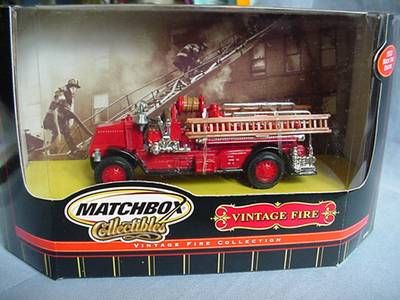 MATCHBOX
Collectibles
VINTAGE FIRE
VINTAGE FIRE COLLECTION